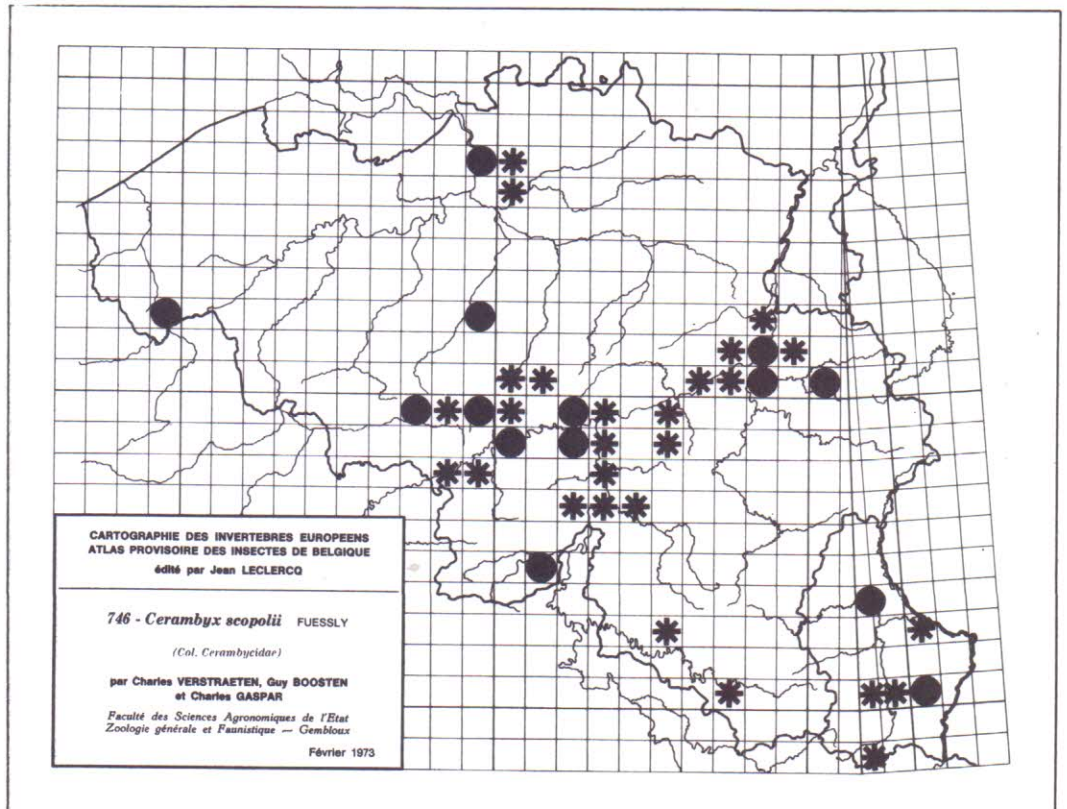 CARTOGRAPHIE DES INVERTEBRES EUROPEENS
ATLAS PROVISOIRE DES INSECTES DE BELGIQUE
édité par Jean LECLERCQ
746 - Cerambyx scopolii FUESSLY
(Col. Cerambycidae)
par Charles VERSTRAETEN, Guy BOOSTEN
et Charles GASPAR
Faculté des Sciences Agronomiques de l'Etat
Zoologie générale et Faunistique — Gembloux
Février 1973